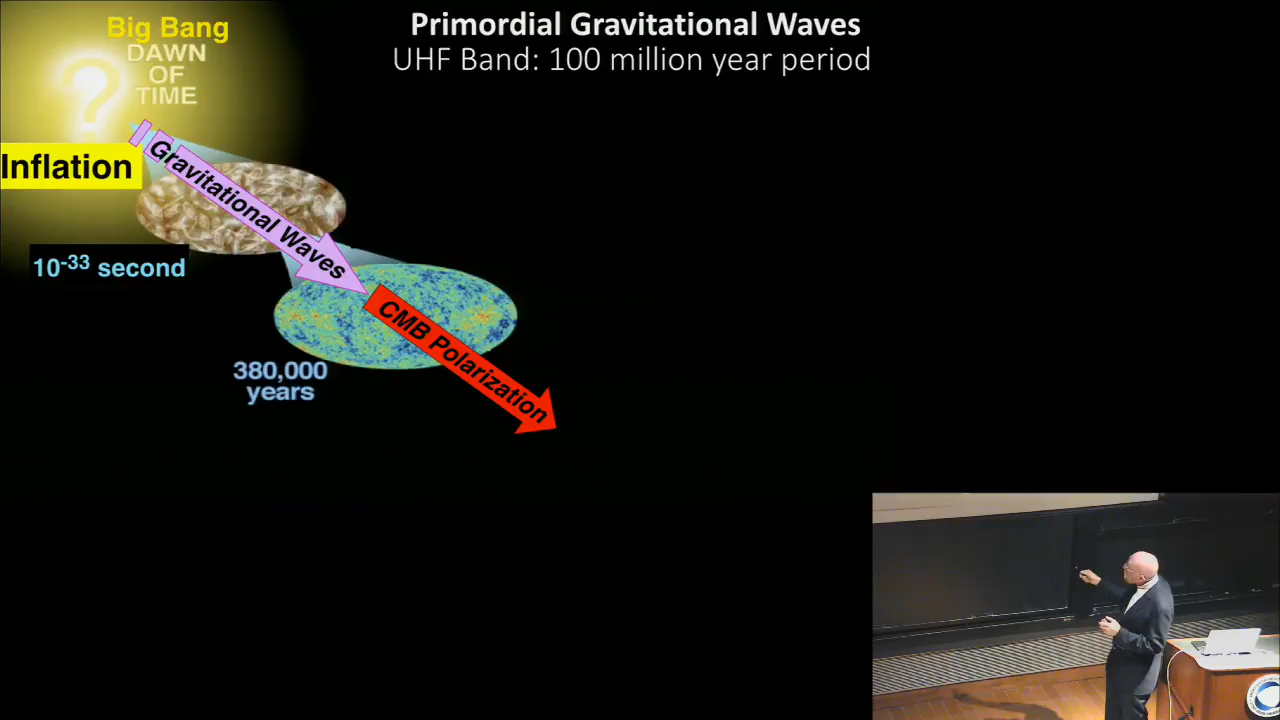 Primordial Gravitational Waves
UHF Band: 100 million year period
Big Bang
DAWN
OF
TIME
?
Inflation
Gravitational Waves
10-33 second
CMB Polarization
380,000
years